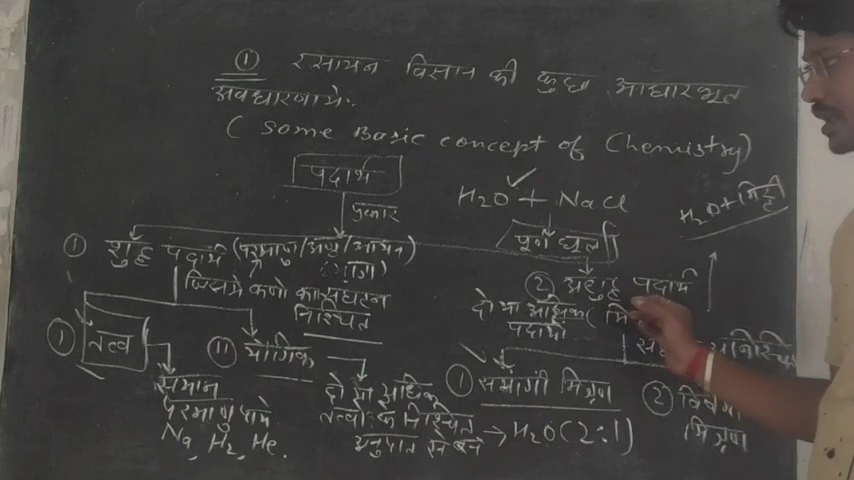 ① रसायन विज्ञान की कुछ आधारभूत
अवधारणायें:
(Some Basic concept of Chemistry)
पदार्थ
प्रकार
H2O + NaCl
पूर्ण घुल
H2O + मिट्टी
① शुद्ध पदार्थ (परमाणु/अणु/आयन)
जिसमें कणों का संघटन
निश्चित
② अशुद्ध पदार्थ
दो या अधिक
पदार्थों
① तत्व
समान
परमाणु पाये
Na, H2, He.
(ii) यौगिक
दो या अधिक
तत्वों के निश्चित
अनुपात से बने → H2O (2:1)
① समांगी मिश्रण
② विषमां
मिश्रण